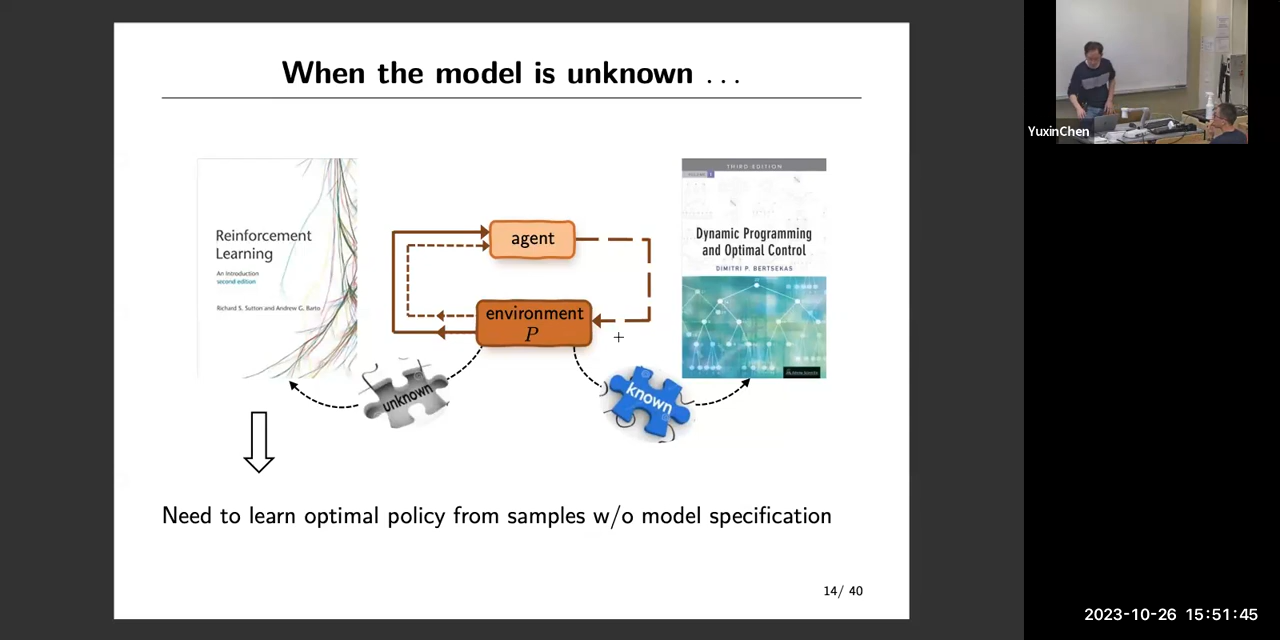 When the model is unknown ...
Reinforcement
Learning
An Introduction
second edition
Richard S. Sutton and Andrew G. Barto
agent
environment
P
unknown
known
THIRD EDITION
VOLUME I
Dynamic Programming
and Optimal Control
DIMITRI P. BERTSEKAS
Need to learn optimal policy from samples w/o model specification
14/ 40
YuxinChen
2023-10-26 15:51:45